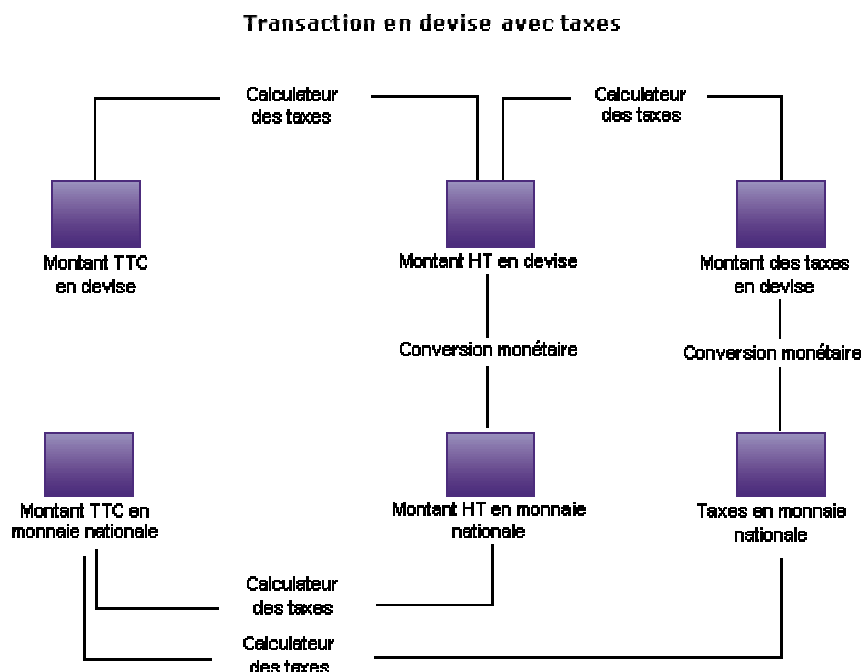 Transaction en devise avec taxes
Calculateur
des taxes
Calculateur
des taxes
Montant TTC
en devise
Montant HT en devise
Montant des taxes
en devise
Conversion monétaire
Conversion monétaire
Montant TTC en
monnaie nationale
Montant HT en monnaie
nationale
Taxes en monnaie
nationale
Calculateur
des taxes
Calculateur
des taxes